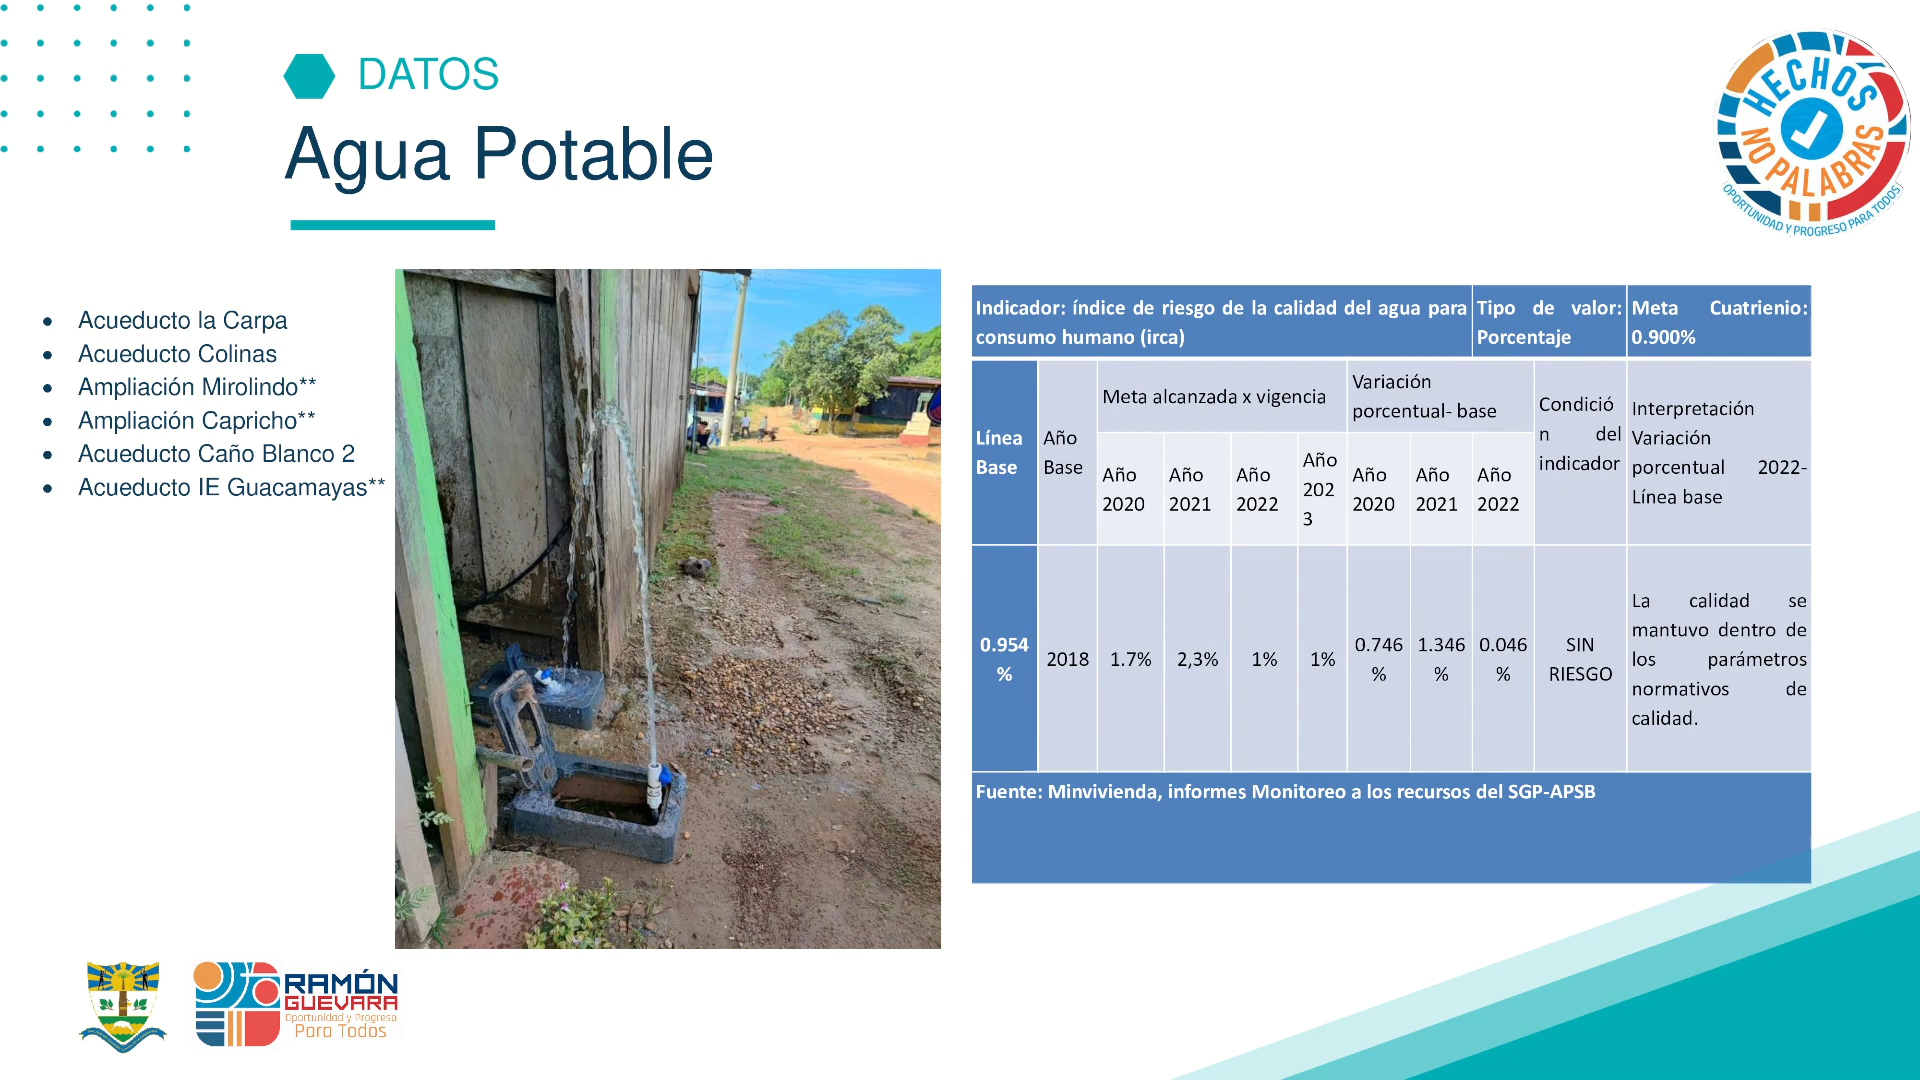 DATOS
Agua Potable
HECHOS
NO PALABRAS
OPORTUNIDAD Y PROGRESO PARA TODOS
• Acueducto la Carpa
• Acueducto Colinas
• Ampliación Mirolindo**
• Ampliación Capricho**
• Acueducto Caño Blanco 2
• Acueducto IE Guacamayas**
Indicador: índice de riesgo de la calidad del agua para
consumo humano (irca)
Tipo de valor:
Porcentaje
Meta Cuatrienio:
0.900%
Línea
Base
Año
Base
Meta alcanzada x vigencia
Variación
porcentual- base
Condició
n del
indicador
Interpretación
Variación
porcentual 2022-
Línea base
Año
2020
Año
2021
Año
2022
Año
202
3
Año
2020
Año
2021
Año
2022
0.954
%
2018
1.7%
2,3%
1%
1%
0.746
%
1.346
%
0.046
%
SIN
RIESGO
La calidad se
mantuvo dentro de
los parámetros
normativos de
calidad.
Fuente: Minvivienda, informes Monitoreo a los recursos del SGP-APSB
RAMÓN
GUEVARA
Oportunidad y Progreso
Para Todos